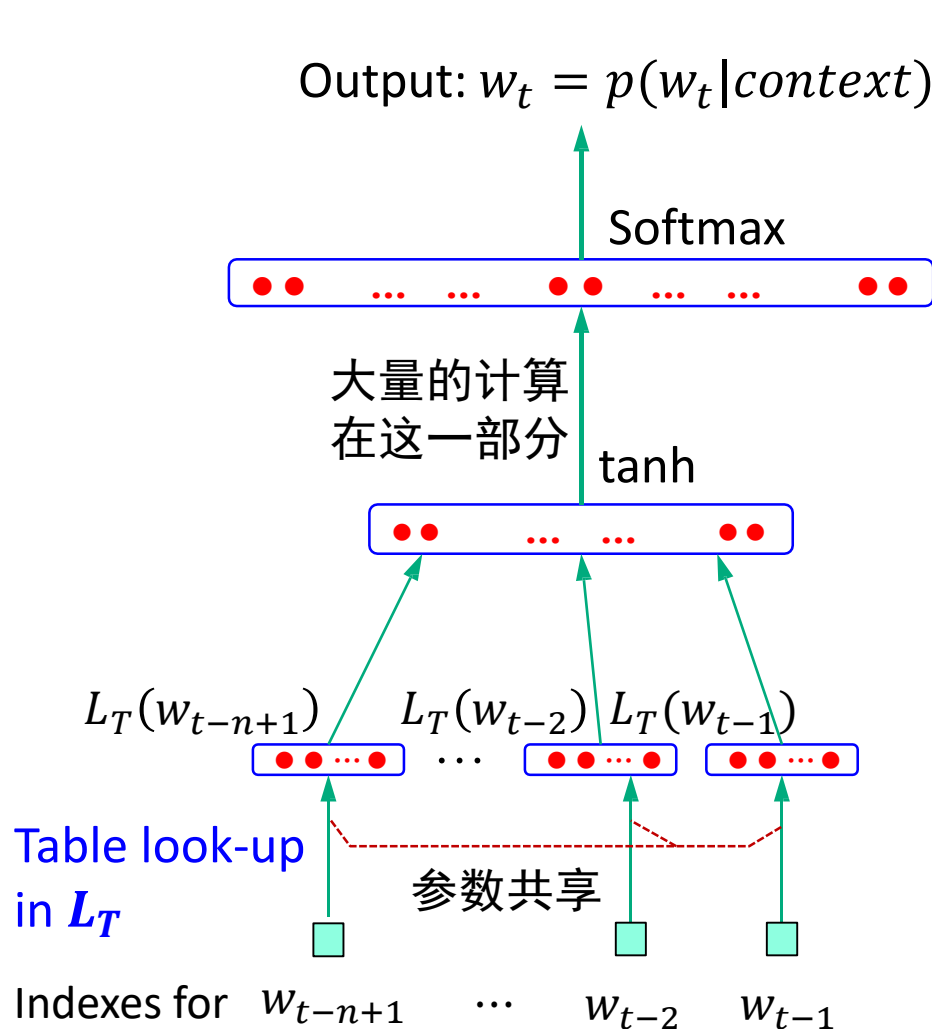 Output: $w_t = p(w_t|context)$
Softmax
... ... ... ...
大量的计算
在这一部分
tanh
... ...
$L_T(w_{t-n+1})$ $L_T(w_{t-2})$ $L_T(w_{t-1})$
... ⋯ ... ...
Table look-up
in $L_T$
参数共享
Indexes for $w_{t-n+1}$ ⋯ $w_{t-2}$ $w_{t-1}$